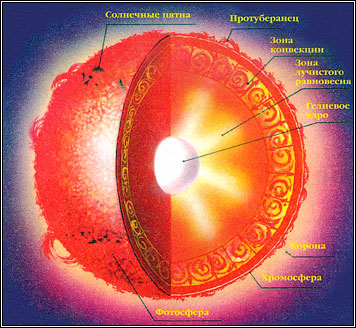 Солнечные пятна
Протуберанец
Зона
конвекции
Зона
лучистого
равновесия
Гелиевое
ядро
Корона
Хромосфера
Фотосфера